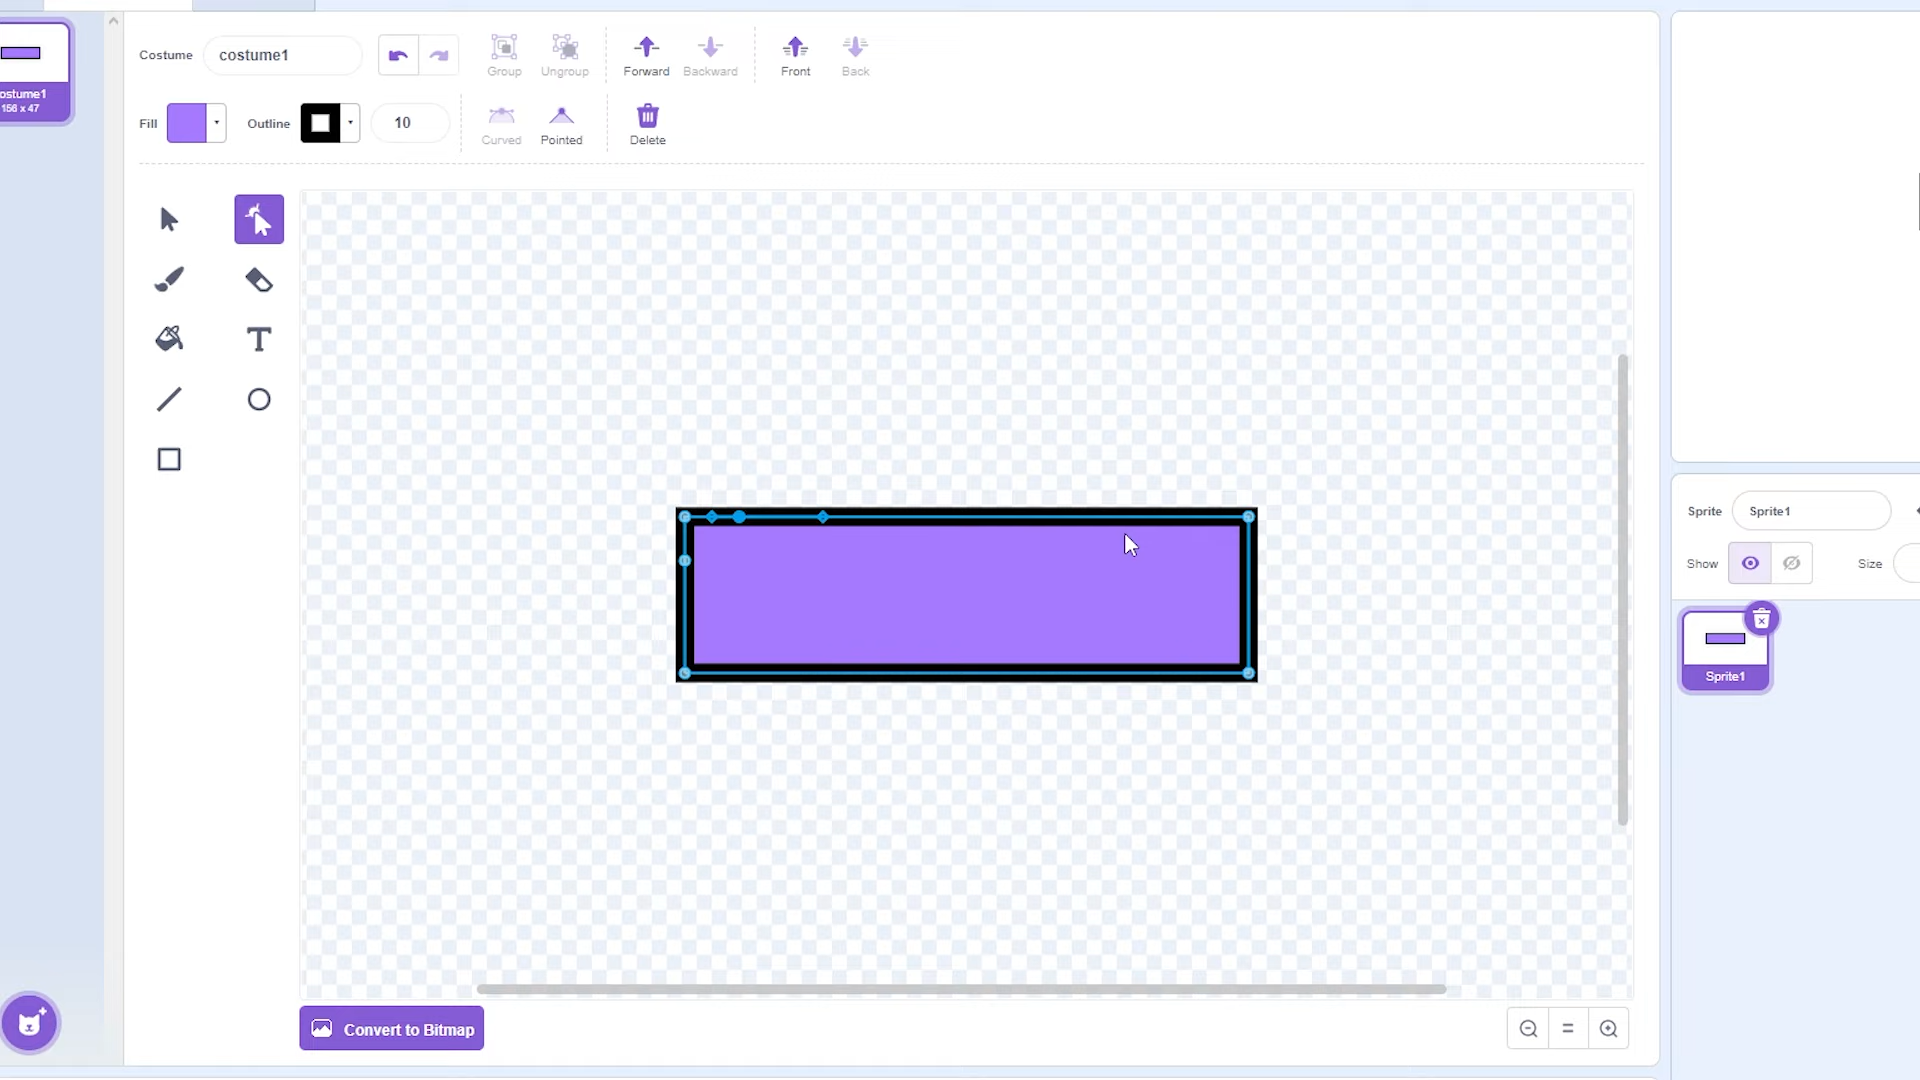 Costume
costume1
Group
Ungroup
Forward
Backward
Front
Back
Fill
Outline
10
Curved
Pointed
Delete
ostume1
156 x 47
Sprite
Sprite1
Show
Size
Sprite1
Convert to Bitmap